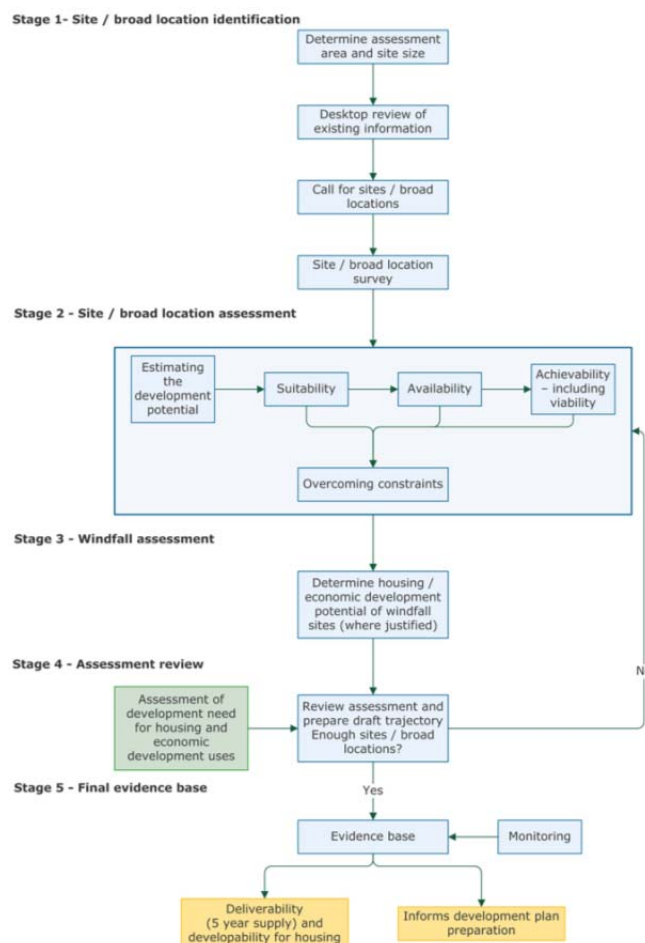 Stage 1- Site / broad location identification
Determine assessment
area and site size
Desktop review of
existing information
Call for sites / broad
locations
Site / broad location
survey
Stage 2 - Site / broad location assessment
Estimating
the
development
potential
Suitability
Availability
Achievability
– including
viability
Overcoming constraints
Stage 3 - Windfall assessment
Determine housing /
economic development
potential of windfall
sites (where justified)
Stage 4 - Assessment review
N
Assessment of
development need
for housing and
economic
development uses
Review assessment and
prepare draft trajectory
Enough sites / broad
locations?
Stage 5 - Final evidence base
Yes
Evidence base
Monitoring
Deliverability
(5 year supply) and
developability for housing
Informs development plan
preparation